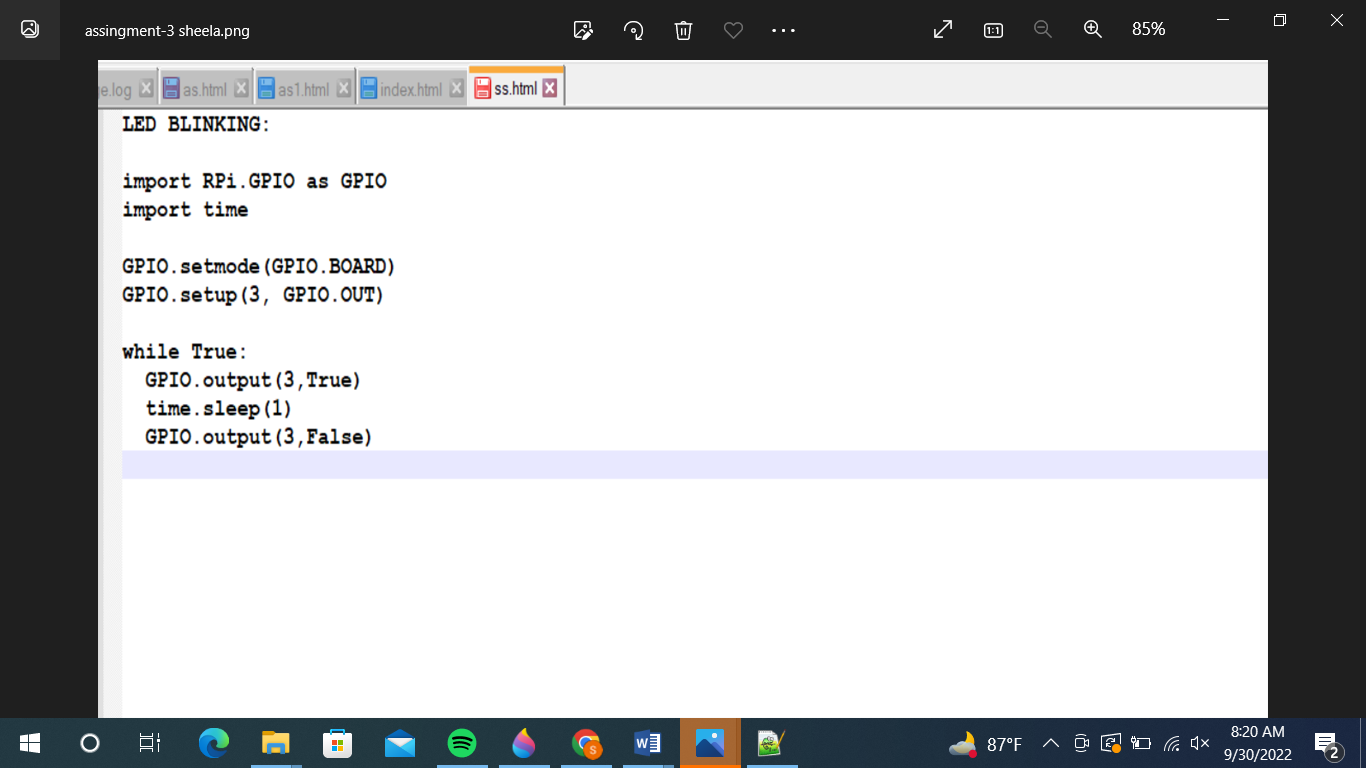 assingment-3 sheela.png
85%
e.log as.html as1.html index.html ss.html
LED BLINKING:
import RPi.GPIO as GPIO
import time
GPIO.setmode(GPIO.BOARD)
GPIO.setup(3, GPIO.OUT)
while True:
  GPIO.output(3,True)
  time.sleep(1)
  GPIO.output(3,False)
87°F
8:20 AM
9/30/2022
2